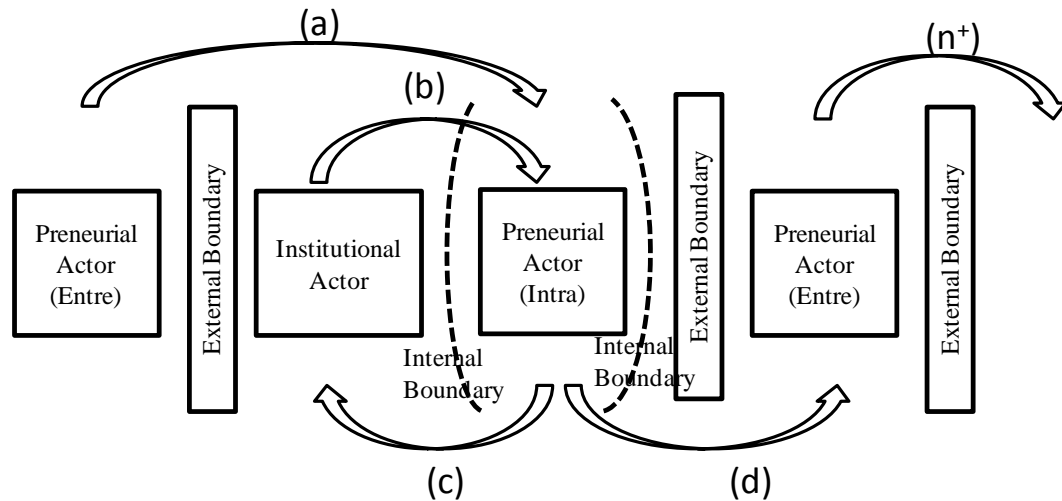 (a)
(b)
(n⁺)
Preneurial
Actor
(Entre)
External Boundary
Institutional
Actor
Preneurial
Actor
(Intra)
External Boundary
Preneurial
Actor
(Entre)
External Boundary
Internal
Boundary
Internal
Boundary
(c)
(d)